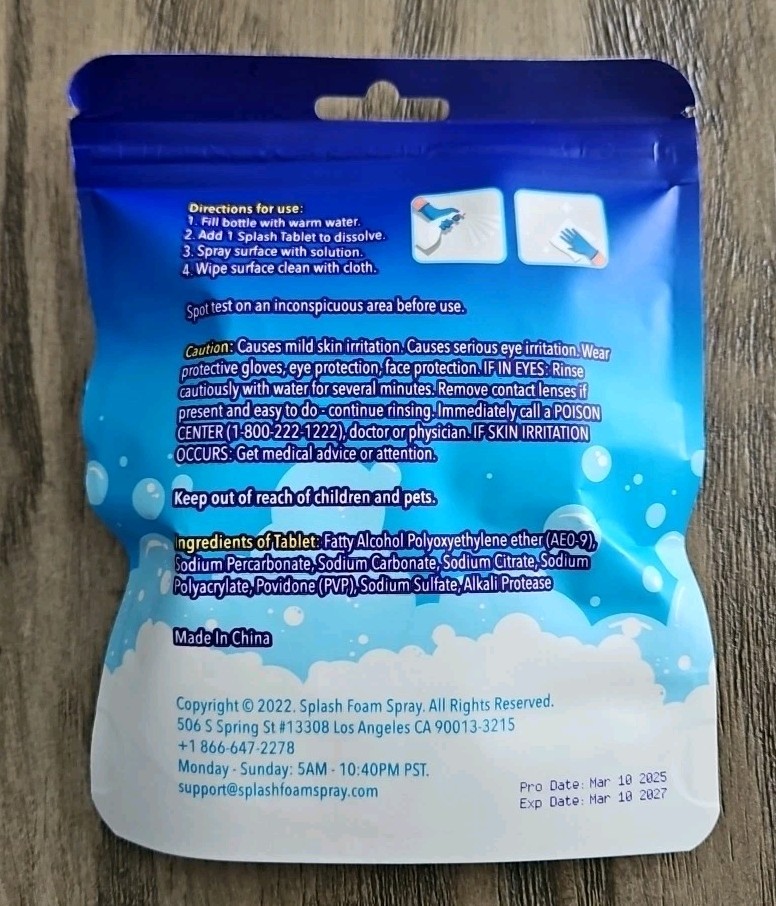 Directions for use:
1. Fill bottle with warm water.
2. Add 1 Splash Tablet to dissolve.
3. Spray surface with solution.
4. Wipe surface clean with cloth.
Spot test on an inconspicuous area before use.
Caution: Causes mild skin irritation. Causes serious eye irritation. Wear
protective gloves, eye protection, face protection. IF IN EYES: Rinse
cautiously with water for several minutes. Remove contact lenses if
present and easy to do - continue rinsing. Immediately call a POISON
CENTER (1-800-222-1222), doctor or physician. IF SKIN IRRITATION
OCCURS: Get medical advice or attention.
Keep out of reach of children and pets.
Ingredients of Tablet: Fatty Alcohol Polyoxyethylene ether (AEO-9),
Sodium Percarbonate, Sodium Carbonate, Sodium Citrate, Sodium
Polyacrylate, Povidone (PVP), Sodium Sulfate, Alkali Protease
Made In China
Copyright © 2022. Splash Foam Spray. All Rights Reserved.
506 S Spring St #13308 Los Angeles CA 90013-3215
+1 866-647-2278
Monday - Sunday: 5AM - 10:40PM PST.
support@splashfoamspray.com
Pro Date: Mar 10 2025
Exp Date: Mar 10 2027